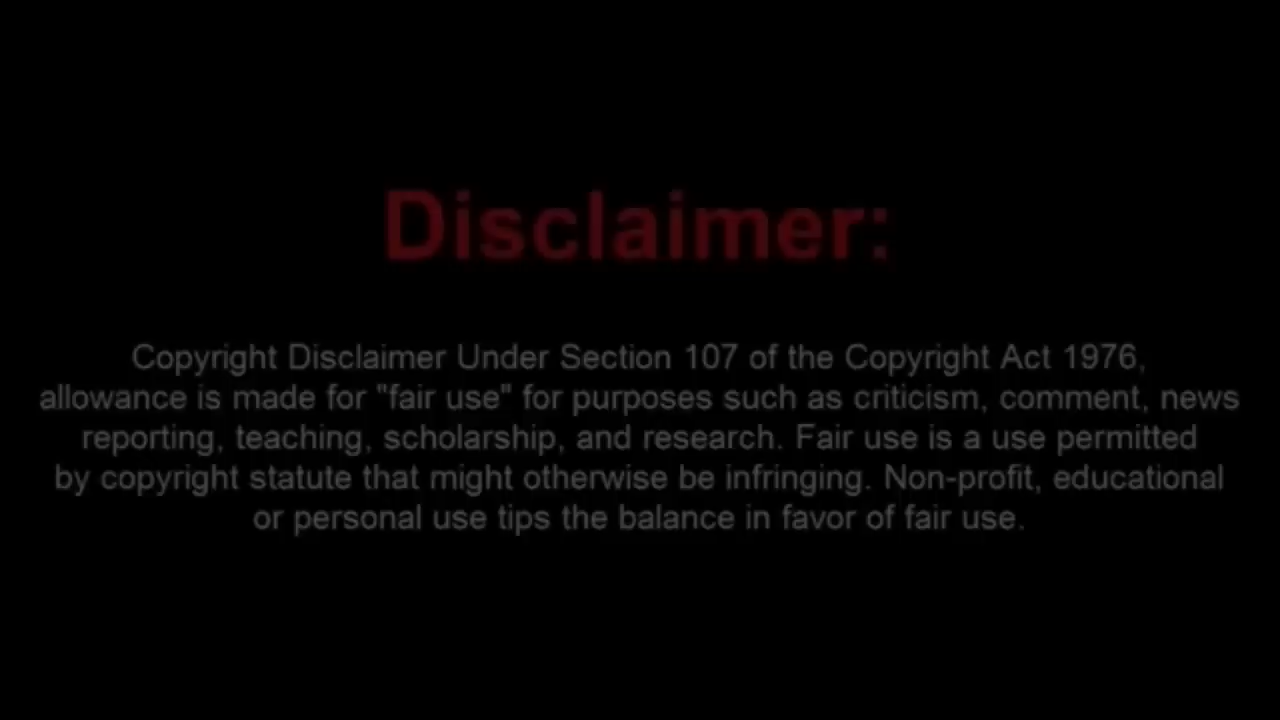 Disclaimer:
Copyright Disclaimer Under Section 107 of the Copyright Act 1976,
allowance is made for "fair use" for purposes such as criticism, comment, news
reporting, teaching, scholarship, and research. Fair use is a use permitted
by copyright statute that might otherwise be infringing. Non-profit, educational
or personal use tips the balance in favor of fair use.